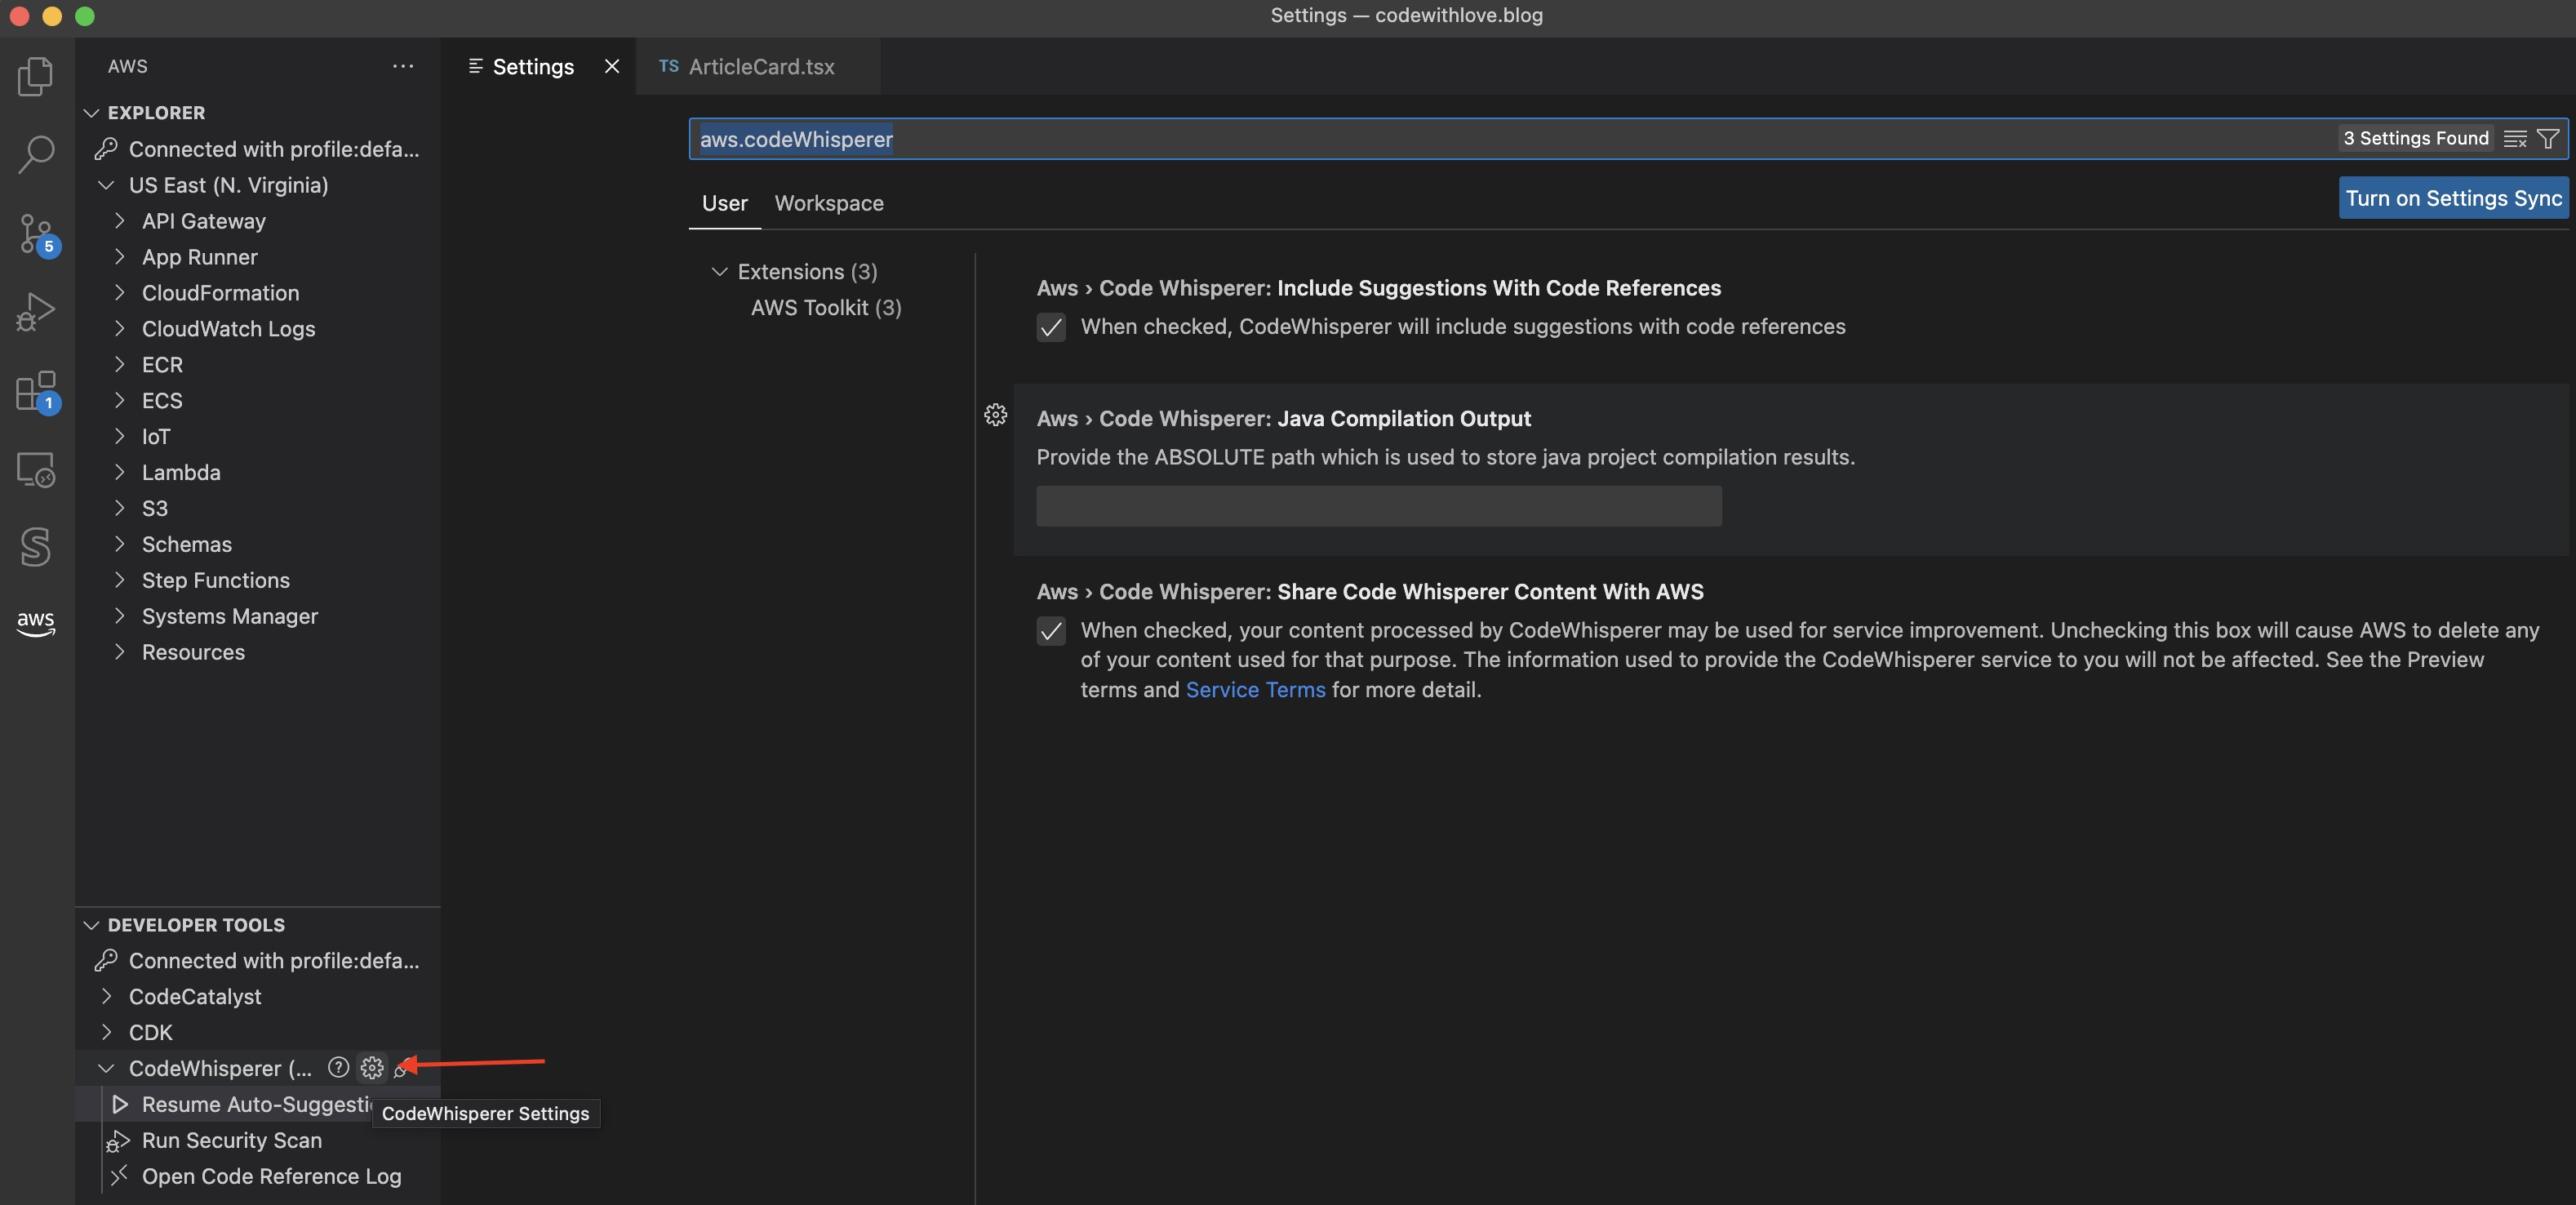 Settings — codewithlove.blog
AWS
EXPLORER
Connected with profile:defa...
US East (N. Virginia)
API Gateway
App Runner
CloudFormation
CloudWatch Logs
ECR
ECS
IoT
Lambda
S3
Schemas
Step Functions
Systems Manager
Resources
5
1
aws
DEVELOPER TOOLS
Connected with profile:defa...
CodeCatalyst
CDK
CodeWhisperer (...
Resume Auto-Suggesti
CodeWhisperer Settings
Run Security Scan
Open Code Reference Log
Settings
TS ArticleCard.tsx
aws.codeWhisperer
3 Settings Found
User
Workspace
Turn on Settings Sync
Extensions (3)
AWS Toolkit (3)
Aws › Code Whisperer: Include Suggestions With Code References
When checked, CodeWhisperer will include suggestions with code references
Aws › Code Whisperer: Java Compilation Output
Provide the ABSOLUTE path which is used to store java project compilation results.
Aws › Code Whisperer: Share Code Whisperer Content With AWS
When checked, your content processed by CodeWhisperer may be used for service improvement. Unchecking this box will cause AWS to delete any
of your content used for that purpose. The information used to provide the CodeWhisperer service to you will not be affected. See the Preview
terms and Service Terms for more detail.